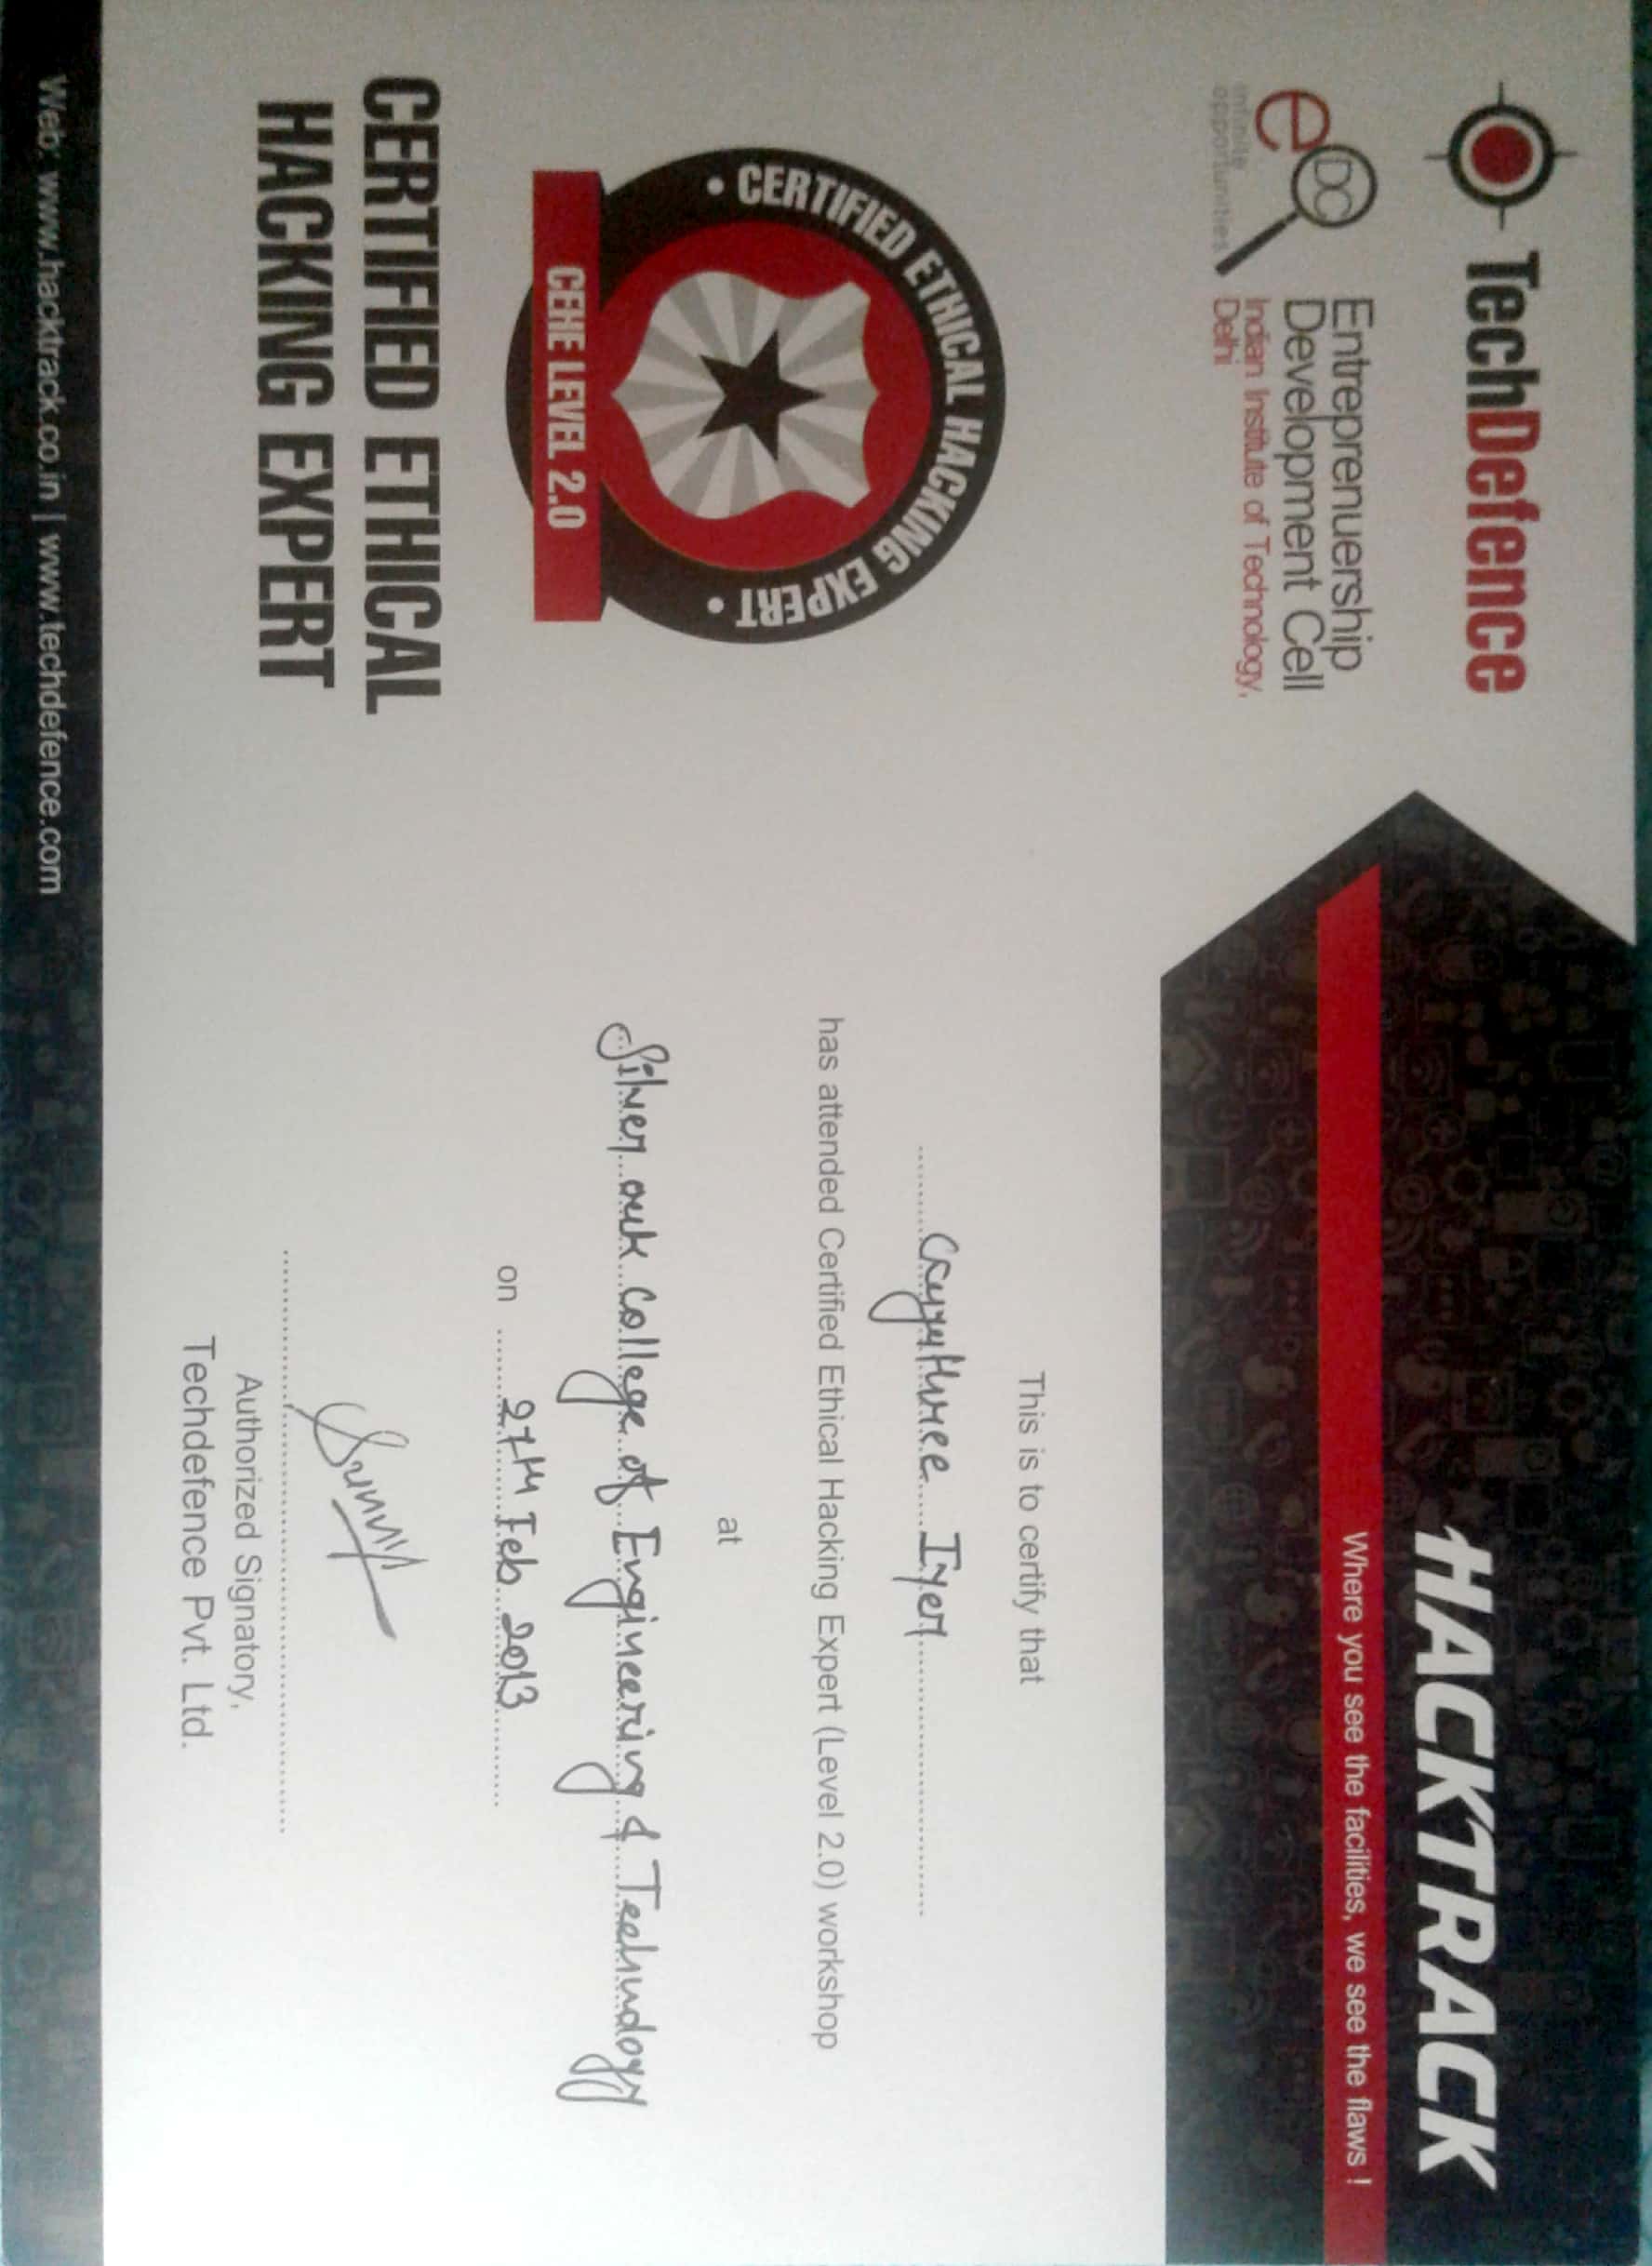 TechDefence
HACKTRACK
Where you see the facilities, we see the flaws !
eDC
infinite
opportunities
Entreprenuership
Development Cell
Indian Institute of Technology,
Delhi
This is to certify that
Iyer
has attended Certified Ethical Hacking Expert (Level 2.0) workshop
at
Silver oak College of Engineering & Technology
on 27th Feb 2013
Sunny
Authorized Signatory,
Techdefence Pvt. Ltd.
• CERTIFIED ETHICAL HACKING EXPERT •
CEHE LEVEL 2.0
CERTIFIED ETHICAL
HACKING EXPERT
Web: www.hacktrack.co.in | www.techdefence.com